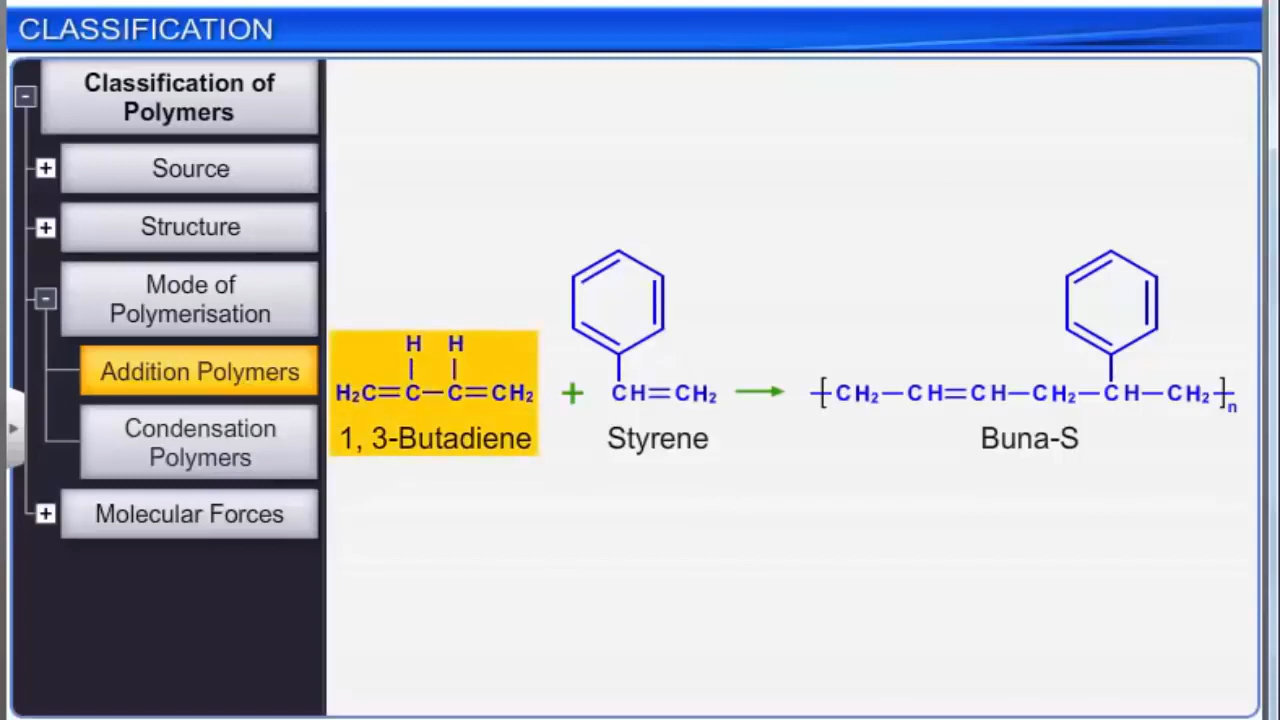 CLASSIFICATION
Classification of
Polymers
Source
Structure
Mode of
Polymerisation
Addition Polymers
Condensation
Polymers
Molecular Forces
H H
H₂C=C—C=CH₂ + CH=CH₂ → [CH₂—CH=CH—CH₂—CH—CH₂]n
1, 3-Butadiene Styrene Buna-S